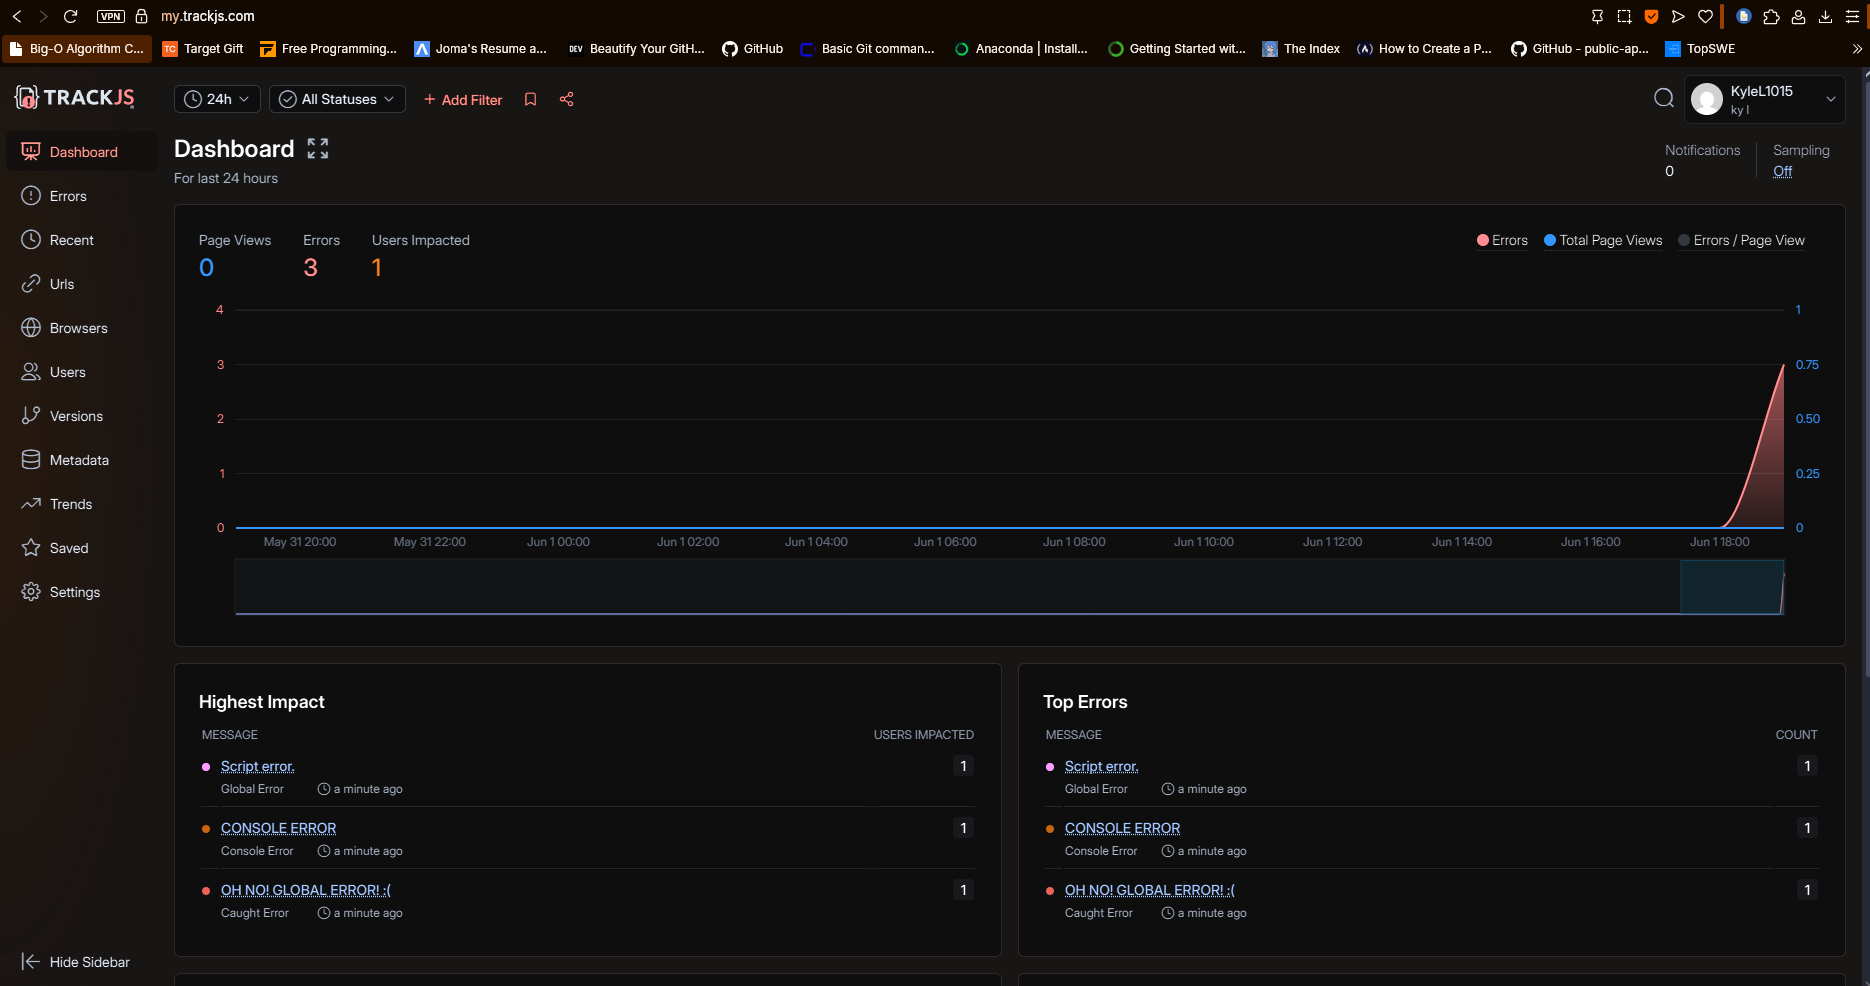 VPN my.trackjs.com
Big-O Algorithm C... TC Target Gift Free Programming... Joma's Resume a... DEV Beautify Your GitH... GitHub Basic Git comman... Anaconda | Install... Getting Started wit... The Index How to Create a P... GitHub - public-ap... TopSWE
TRACKJS 24h All Statuses + Add Filter KyleL1015
ky l
Dashboard
Errors
Recent
Urls
Browsers
Users
Versions
Metadata
Trends
Saved
Settings
Hide Sidebar
Dashboard
For last 24 hours
Notifications Sampling
0 Off
Page Views Errors Users Impacted
0 3 1
Errors Total Page Views Errors / Page View
4 1
3 0.75
2 0.50
1 0.25
0 0
May 31 20:00 May 31 22:00 Jun 1 00:00 Jun 1 02:00 Jun 1 04:00 Jun 1 06:00 Jun 1 08:00 Jun 1 10:00 Jun 1 12:00 Jun 1 14:00 Jun 1 16:00 Jun 1 18:00
Highest Impact
MESSAGE USERS IMPACTED
Script error. 1
Global Error a minute ago
CONSOLE ERROR 1
Console Error a minute ago
OH NO! GLOBAL ERROR! :( 1
Caught Error a minute ago
Top Errors
MESSAGE COUNT
Script error. 1
Global Error a minute ago
CONSOLE ERROR 1
Console Error a minute ago
OH NO! GLOBAL ERROR! :( 1
Caught Error a minute ago